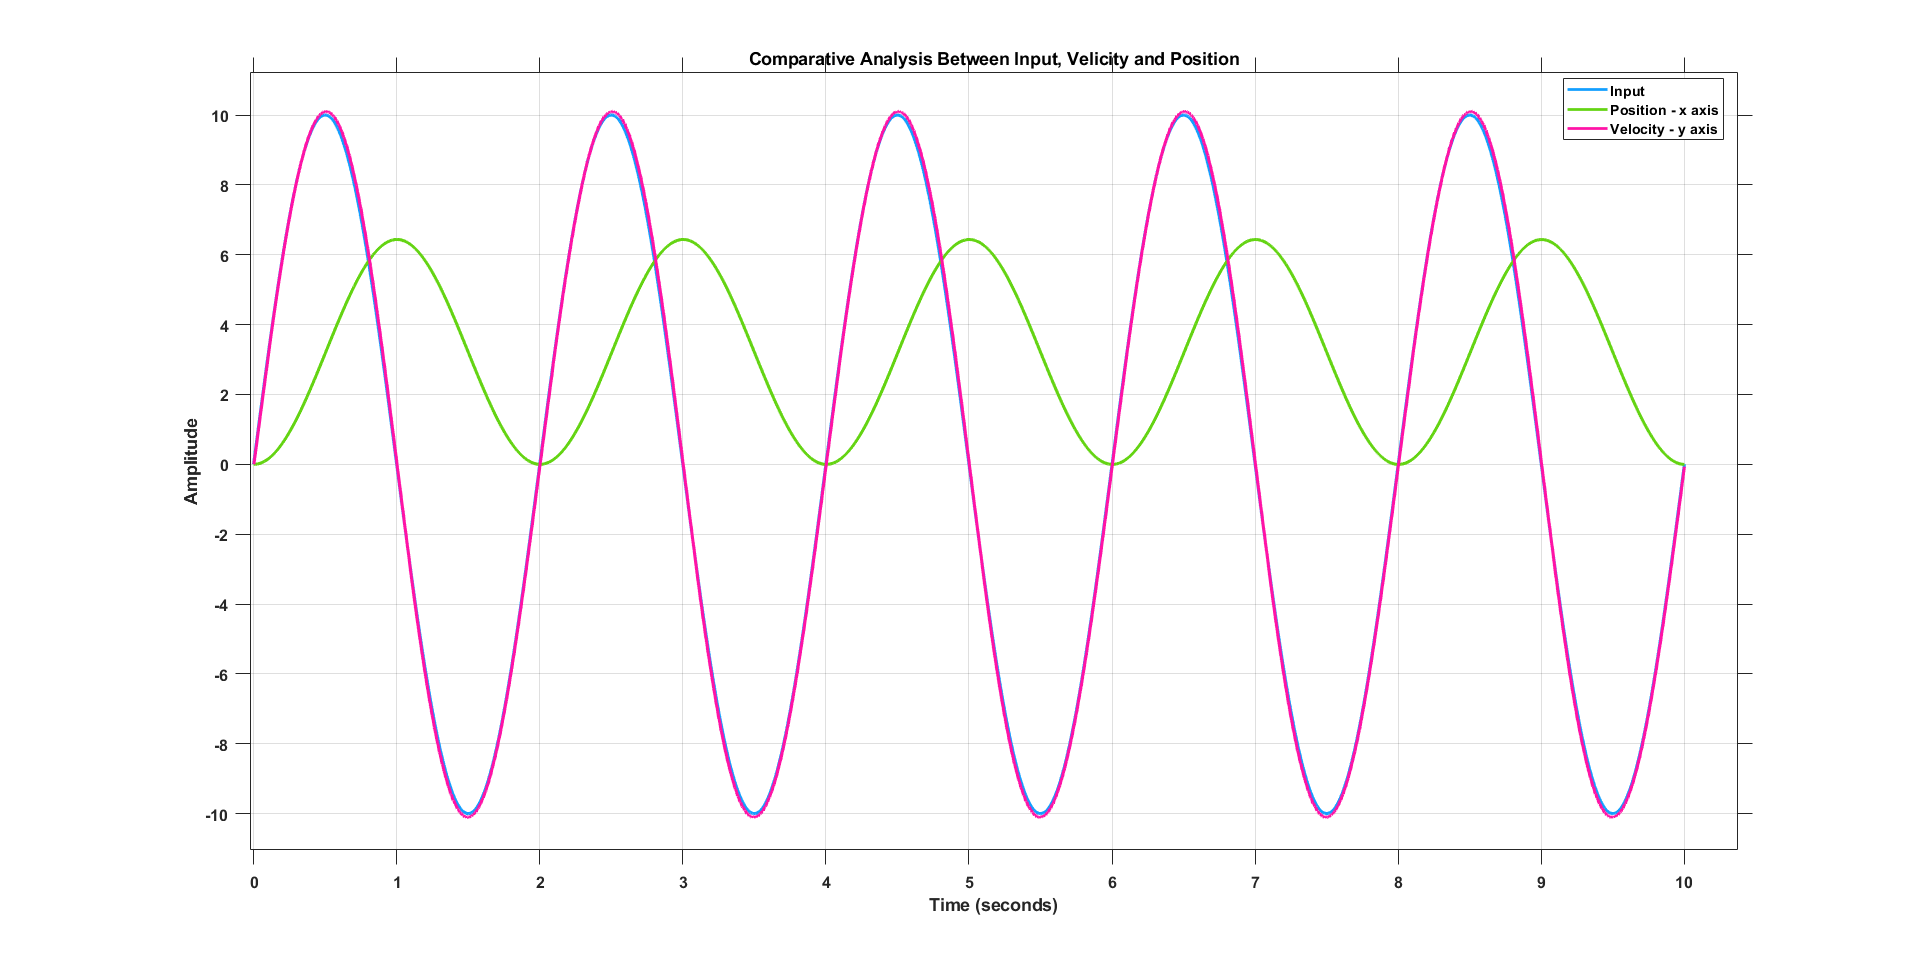 Comparative Analysis Between Input, Velicity and Position
Input
Position - x axis
Velocity - y axis
10
8
6
4
2
0
-2
-4
-6
-8
-10
Amplitude
0 1 2 3 4 5 6 7 8 9 10
Time (seconds)